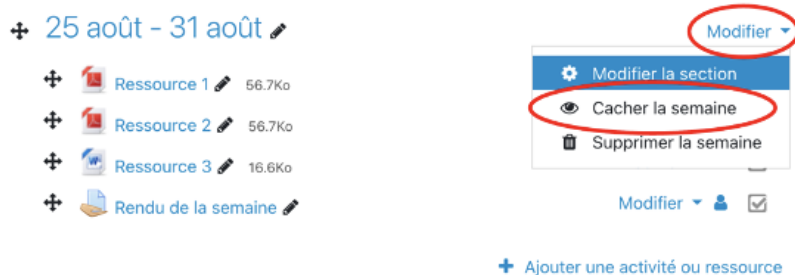 25 août - 31 août
Modifier
Modifier la section
Ressource 1 56.7Ko
Cacher la semaine
Ressource 2 56.7Ko
Supprimer la semaine
Ressource 3 16.6Ko
Rendu de la semaine
Modifier
Ajouter une activité ou ressource